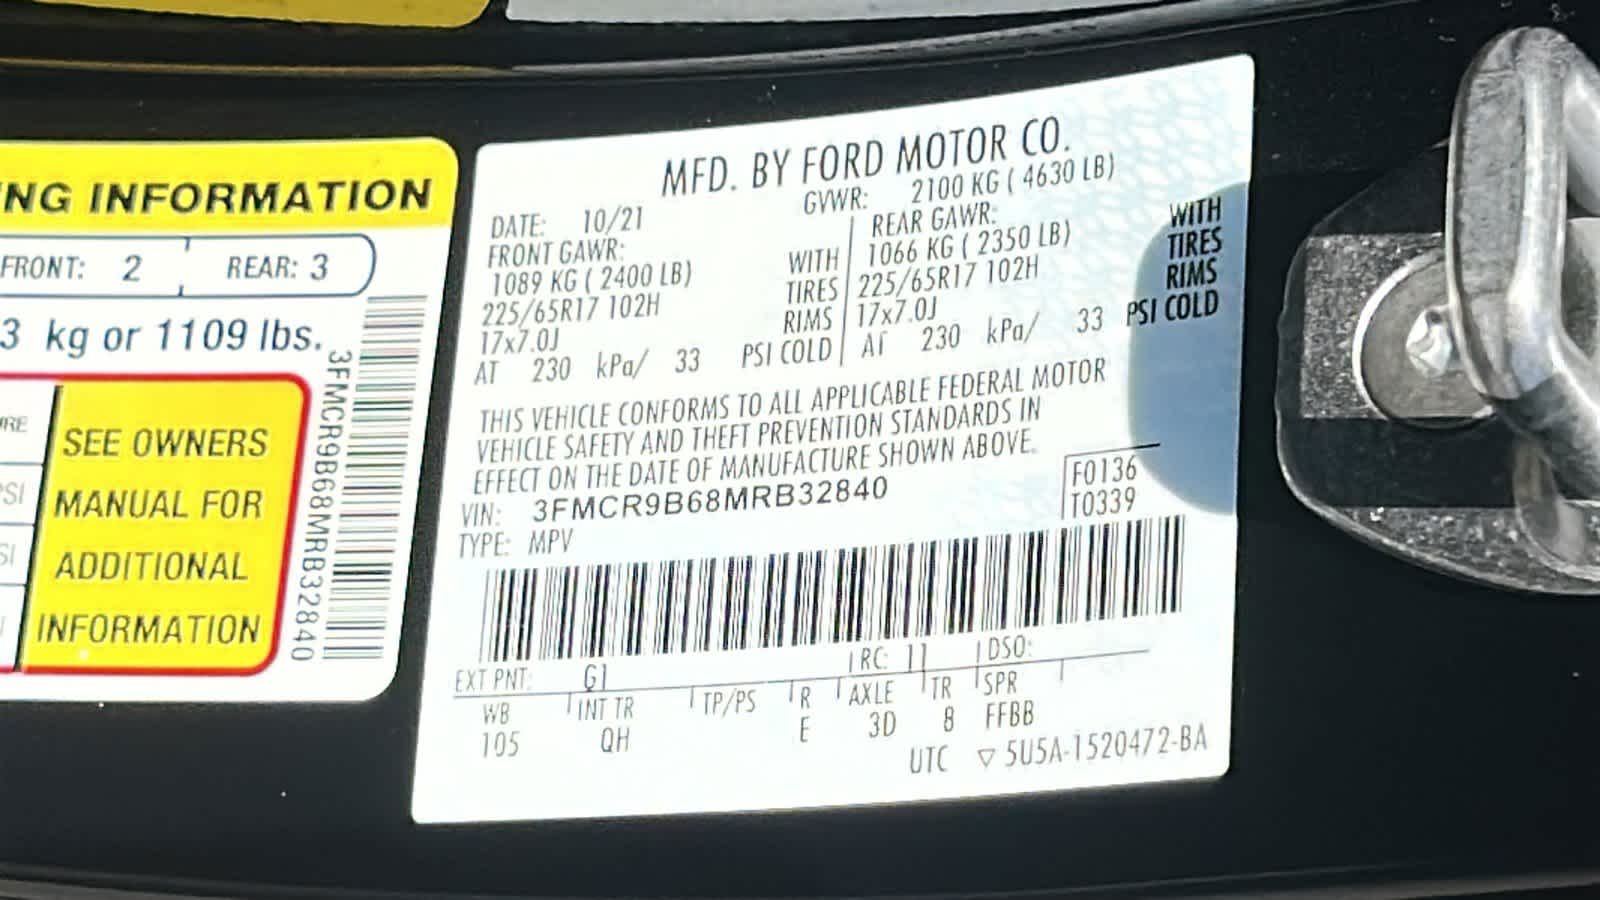 NG INFORMATION
FRONT: 2 REAR: 3
3 kg or 1109 lbs.
SEE OWNERS
MANUAL FOR
ADDITIONAL
INFORMATION
3FMCR9B68MRB32840
MFD. BY FORD MOTOR CO.
DATE: 10/21 GVWR: 2100 KG ( 4630 LB)
FRONT GAWR: REAR GAWR:
1089 KG ( 2400 LB) WITH 1066 KG ( 2350 LB) WITH
225/65R17 102H TIRES 225/65R17 102H TIRES
17x7.0J RIMS 17x7.0J RIMS
AT 230 kPa/ 33 PSI COLD AT 230 kPa/ 33 PSI COLD
THIS VEHICLE CONFORMS TO ALL APPLICABLE FEDERAL MOTOR
VEHICLE SAFETY AND THEFT PREVENTION STANDARDS IN
EFFECT ON THE DATE OF MANUFACTURE SHOWN ABOVE.
VIN: 3FMCR9B68MRB32840 F0136
TYPE: MPV T0339
EXT PNT: G1 RC: 11 DSO:
WB INT TR TP/PS R AXLE TR SPR
105 QH E 3D 8 FFBB
UTC ▽ 5U5A-1520472-BA